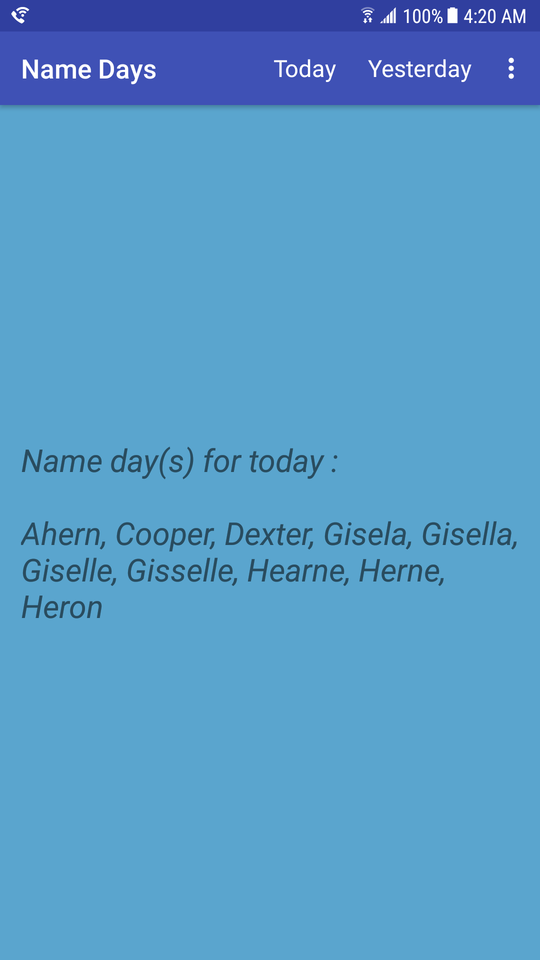 100% 4:20 AM
Name Days Today Yesterday
Name day(s) for today :
Ahern, Cooper, Dexter, Gisela, Gisella,
Giselle, Gisselle, Hearne, Herne,
Heron